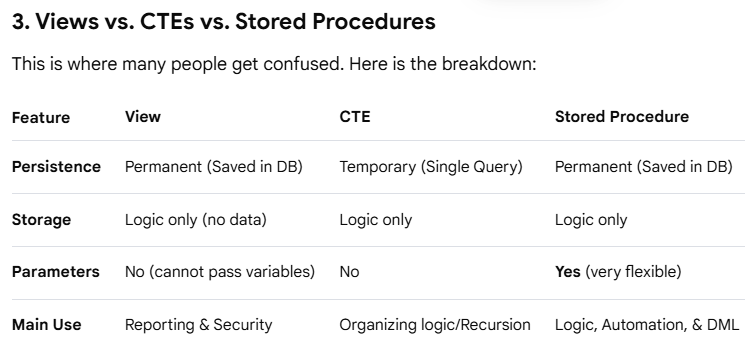 3. Views vs. CTEs vs. Stored Procedures
This is where many people get confused. Here is the breakdown:
Feature View CTE Stored Procedure
Persistence Permanent (Saved in DB) Temporary (Single Query) Permanent (Saved in DB)
Storage Logic only (no data) Logic only Logic only
Parameters No (cannot pass variables) No Yes (very flexible)
Main Use Reporting & Security Organizing logic/Recursion Logic, Automation, & DML